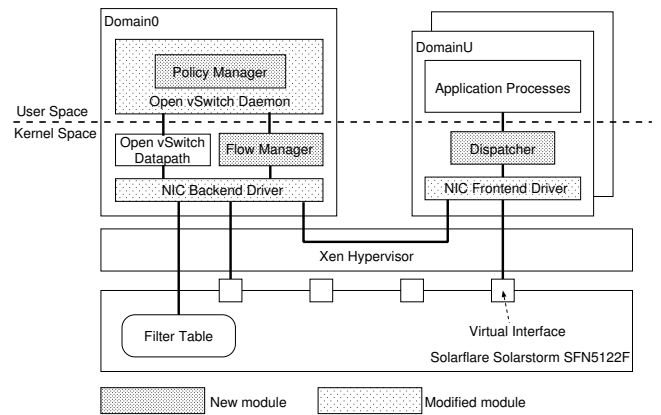 Domain0
DomainU
Policy Manager
Open vSwitch Daemon
Application Processes
User Space
Kernel Space
Open vSwitch
Datapath
Flow Manager
Dispatcher
NIC Backend Driver
NIC Frontend Driver
Xen Hypervisor
Filter Table
Virtual Interface
Solarflare Solarstorm SFN5122F
New module
Modified module